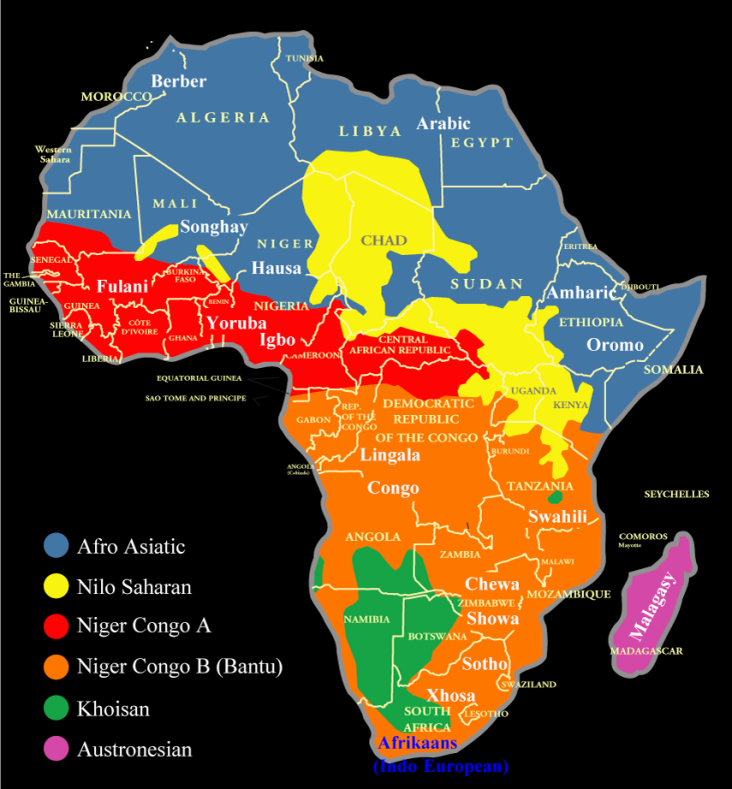 TUNISIA
Berber
MOROCCO
ALGERIA
LIBYA
Arabic
EGYPT
Western
Sahara
MALI
MAURITANIA
Songhay
NIGER
CHAD
Hausa
ERITREA
SENEGAL
BURKINA
FASO
SUDAN
THE
GAMBIA
Fulani
Amharic
DJIBOUTI
GUINEA-
BISSAU
GUINEA
BENIN
NIGERIA
SIERRA
LEONE
CÔTE
D'IVOIRE
GHANA
Yoruba
Igbo
ETHIOPIA
Oromo
LIBERIA
CAMEROON
CENTRAL
AFRICAN REPUBLIC
SOMALIA
EQUATORIAL GUINEA
SAO TOME AND PRINCIPE
UGANDA
KENYA
GABON
REP.
OF THE
CONGO
DEMOCRATIC
REPUBLIC
OF THE CONGO
Lingala
BURUNDI
ANGOLA
(Cabinda)
Congo
TANZANIA
SEYCHELLES
Swahili
ANGOLA
COMOROS
Mayotte
ZAMBIA
MALAWI
Chewa
MOZAMBIQUE
ZIMBABWE
Showa
NAMIBIA
BOTSWANA
Malagasy
MADAGASCAR
Sotho
SWAZILAND
Xhosa
SOUTH
AFRICA
LESOTHO
Afrikaans
(Indo European)
Afro Asiatic
Nilo Saharan
Niger Congo A
Niger Congo B (Bantu)
Khoisan
Austronesian